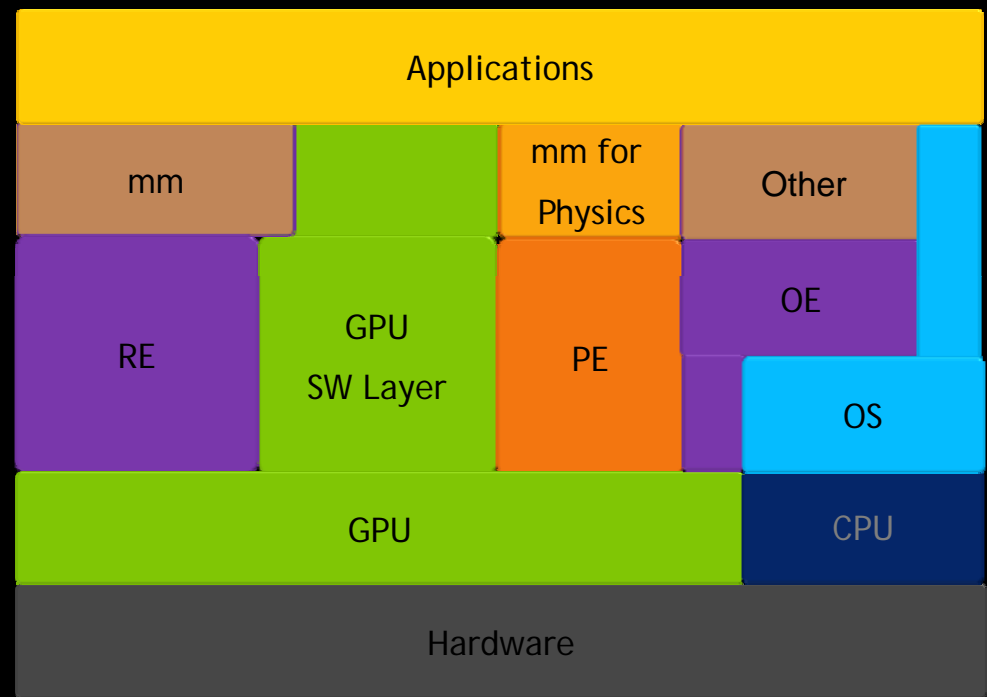 Applications
mm
mm for
Physics
Other
RE
GPU
SW Layer
PE
OE
OS
GPU
CPU
Hardware